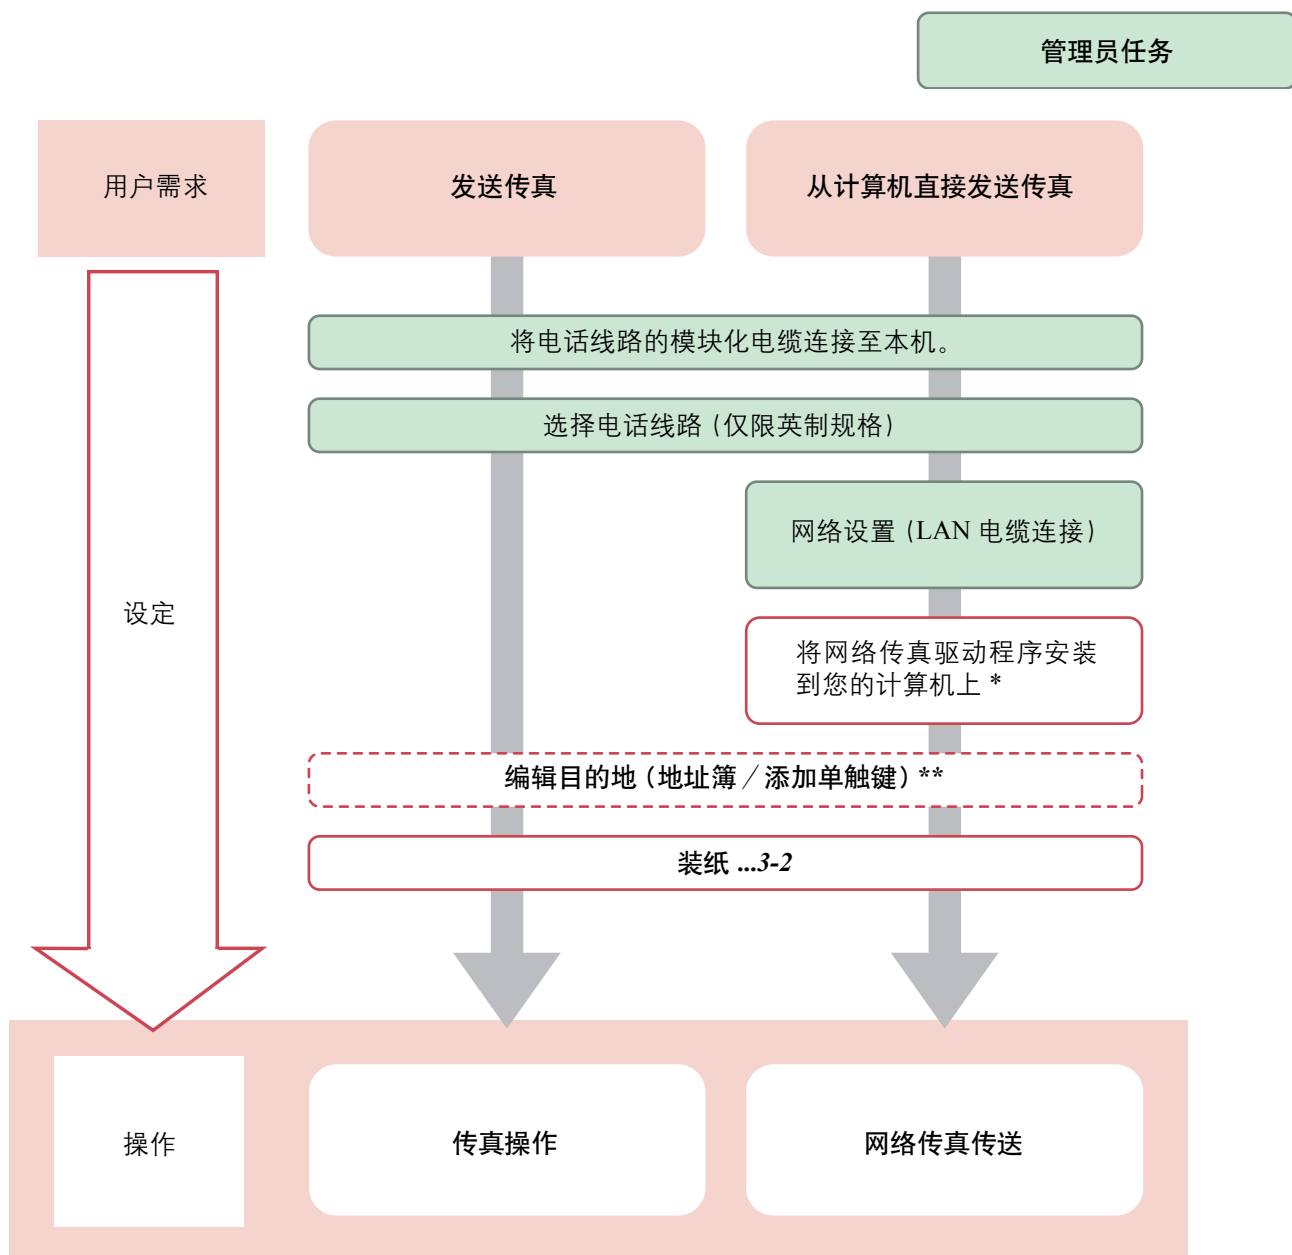 管理员任务
用户需求
发送传真
从计算机直接发送传真
将电话线路的模块化电缆连接至本机。
选择电话线路（仅限英制规格）
网络设置（LAN 电缆连接）
设定
将网络传真驱动程序安装
到您的计算机上 *
编辑目的地（地址簿／添加单触键）**
装纸 ...3-2
操作
传真操作
网络传真传送